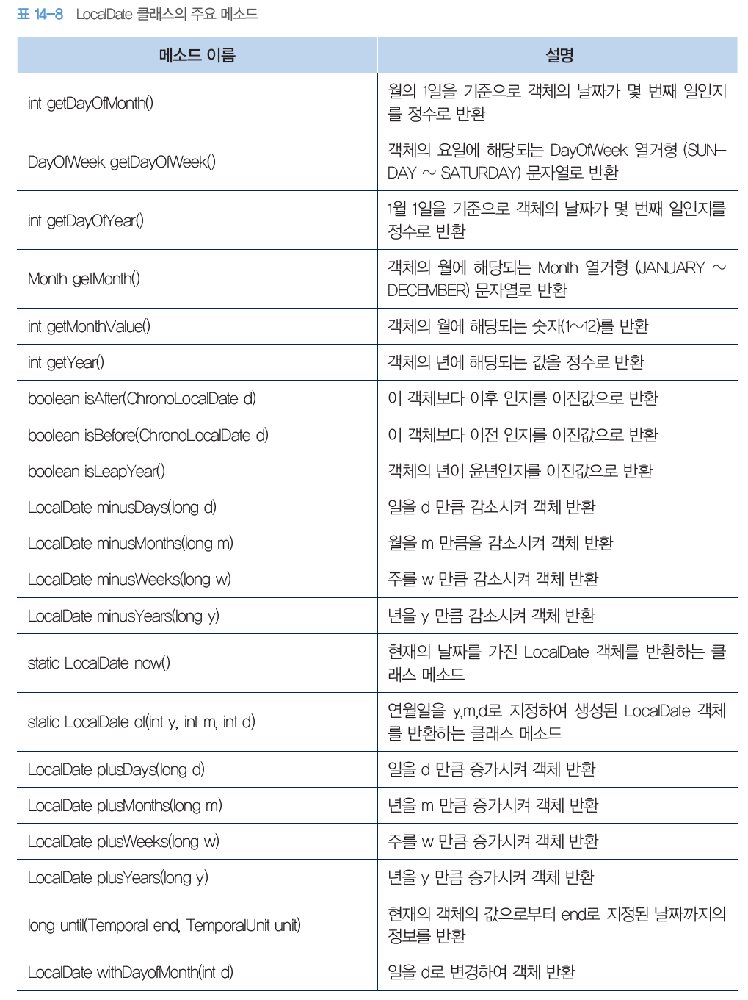 표 14-8 LocalDate 클래스의 주요 메소드
메소드 이름
설명
int getDayOfMonth()
월의 1일을 기준으로 객체의 날짜가 몇 번째 일인지
를 정수로 반환
DayOfWeek getDayOfWeek()
객체의 요일에 해당되는 DayOfWeek 열거형 (SUN-
DAY ~ SATURDAY) 문자열로 반환
int getDayOfYear()
1월 1일을 기준으로 객체의 날짜가 몇 번째 일인지를
정수로 반환
Month getMonth()
객체의 월에 해당되는 Month 열거형 (JANUARY ~
DECEMBER) 문자열로 반환
int getMonthValue()
객체의 월에 해당되는 숫자(1~12)를 반환
int getYear()
객체의 년에 해당되는 값을 정수로 반환
boolean isAfter(ChronoLocalDate d)
이 객체보다 이후 인지를 이진값으로 반환
boolean isBefore(ChronoLocalDate d)
이 객체보다 이전 인지를 이진값으로 반환
boolean isLeapYear()
객체의 년이 윤년인지를 이진값으로 반환
LocalDate minusDays(long d)
일을 d 만큼 감소시켜 객체 반환
LocalDate minusMonths(long m)
월을 m 만큼을 감소시켜 객체 반환
LocalDate minusWeeks(long w)
주를 w 만큼 감소시켜 객체 반환
LocalDate minusYears(long y)
년을 y 만큼 감소시켜 객체 반환
static LocalDate now()
현재의 날짜를 가진 LocalDate 객체를 반환하는 클
래스 메소드
static LocalDate of(int y, int m, int d)
연월일을 y,m,d로 지정하여 생성된 LocalDate 객체
를 반환하는 클래스 메소드
LocalDate plusDays(long d)
일을 d 만큼 증가시켜 객체 반환
LocalDate plusMonths(long m)
년을 m 만큼 증가시켜 객체 반환
LocalDate plusWeeks(long w)
주를 w 만큼 증가시켜 객체 반환
LocalDate plusYears(long y)
년을 y 만큼 증가시켜 객체 반환
long until(Temporal end, TemporalUnit unit)
현재의 객체의 값으로부터 end로 지정된 날짜까지의
정보를 반환
LocalDate withDayofMonth(int d)
일을 d로 변경하여 객체 반환